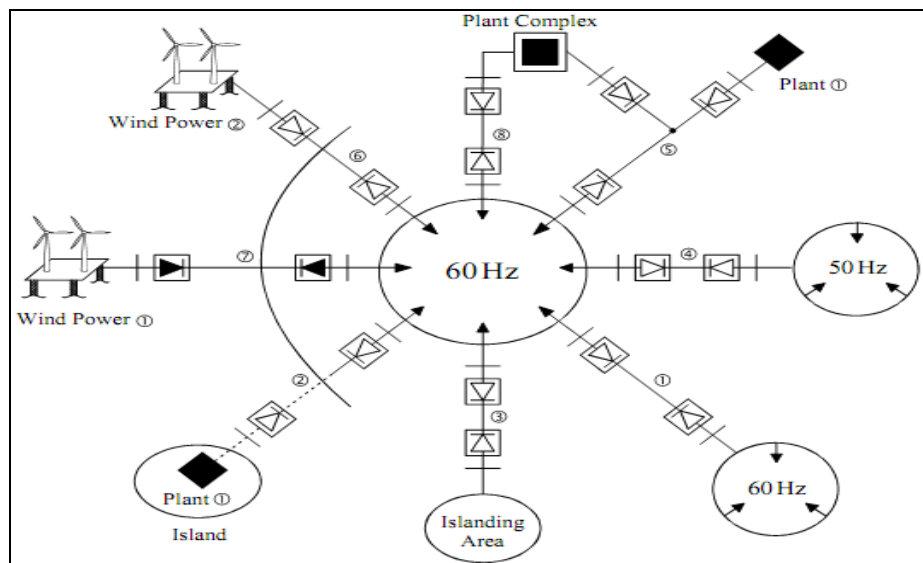 Plant Complex
Plant ①
Wind Power ②
⑧
⑤
⑥
⑦
60 Hz
④
50 Hz
Wind Power ①
②
①
③
Plant ①
Island
Islanding
Area
60 Hz